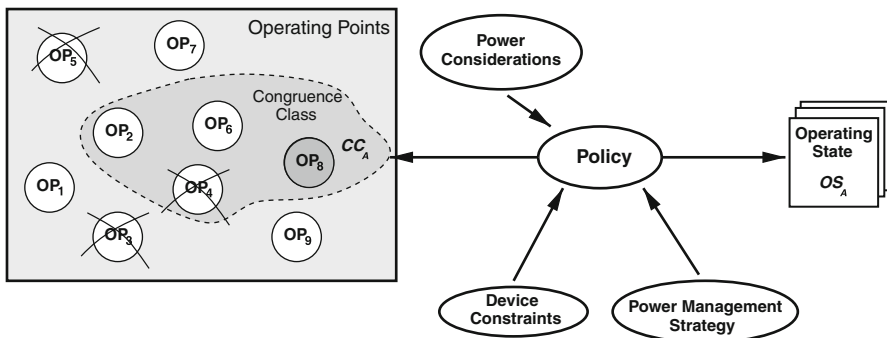 Operating Points
OP5
OP7
Congruence
Class
OP2
OP6
CCA
OP8
OP1
OP4
OP3
OP9
Power
Considerations
Policy
Device
Constraints
Power Management
Strategy
Operating
State
OSA